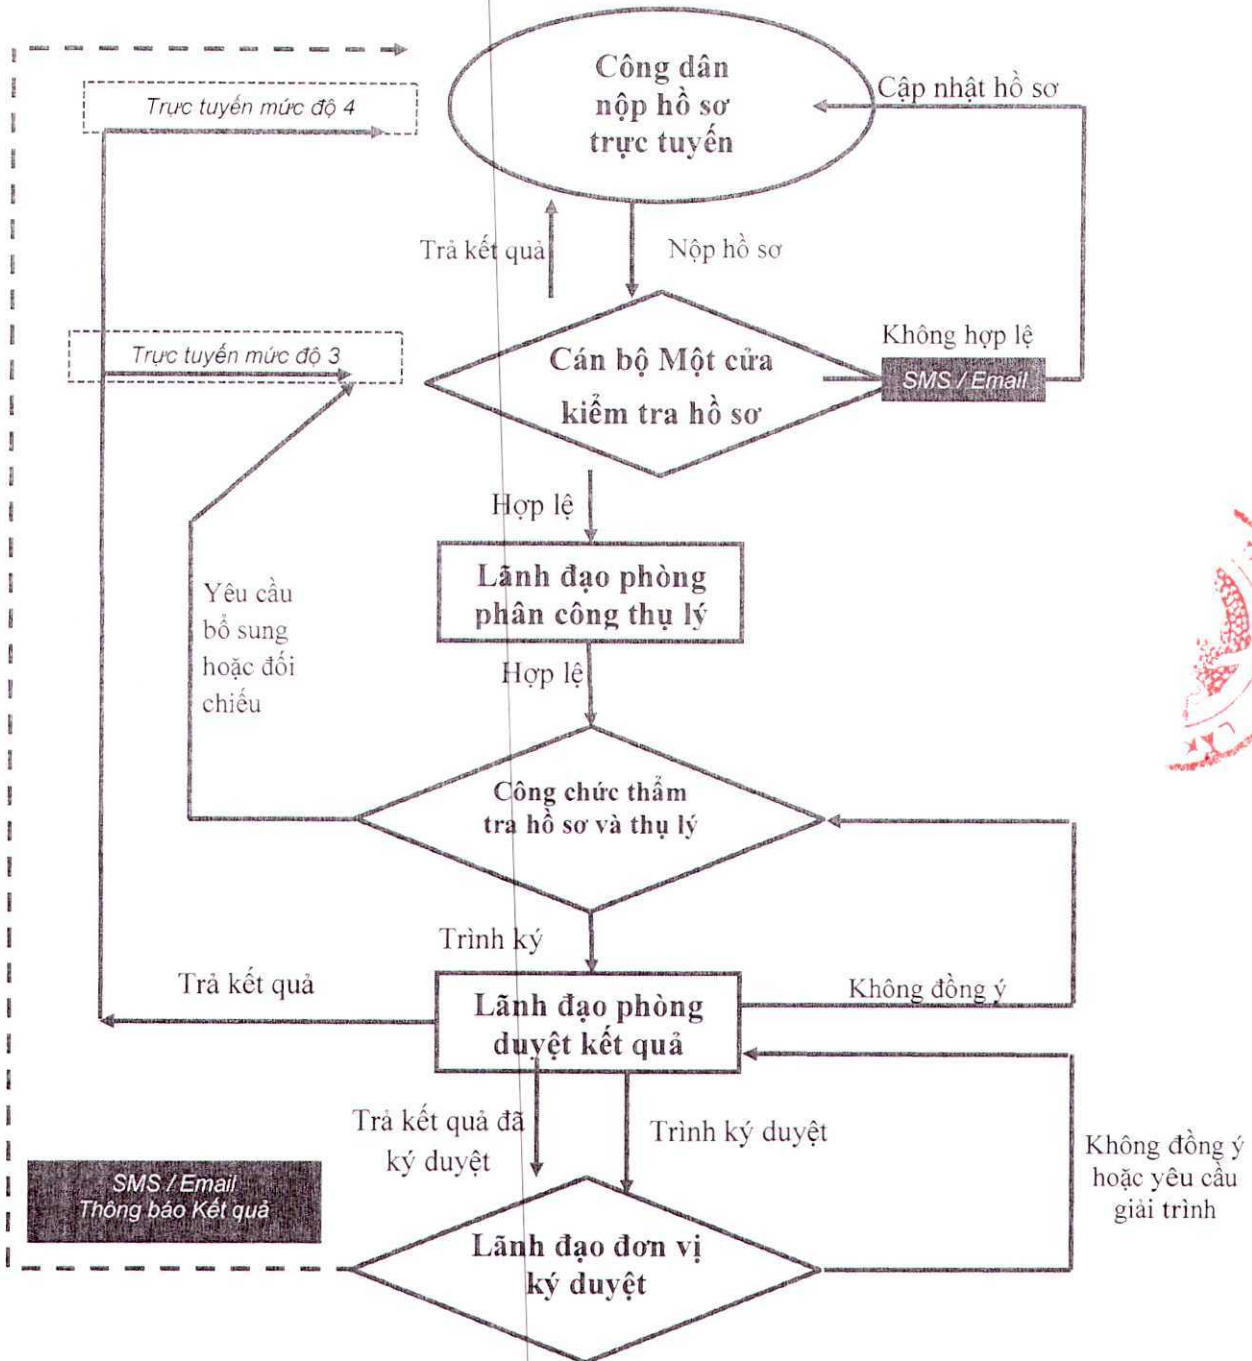 Công dân
nộp hồ sơ
trực tuyến
Cập nhật hồ sơ
Trực tuyến mức độ 4
Trả kết quả
Nộp hồ sơ
Trực tuyến mức độ 3
Cán bộ Một cửa
kiểm tra hồ sơ
Không hợp lệ
SMS / Email
Hợp lệ
Lãnh đạo phòng
phân công thụ lý
Yêu cầu
bổ sung
hoặc đối
chiếu
Hợp lệ
Công chức thẩm
tra hồ sơ và thụ lý
Trình ký
Trả kết quả
Lãnh đạo phòng
duyệt kết quả
Không đồng ý
Trả kết quả đã
ký duyệt
Trình ký duyệt
Không đồng ý
hoặc yêu cầu
giải trình
SMS / Email
Thông báo Kết quả
Lãnh đạo đơn vị
ký duyệt